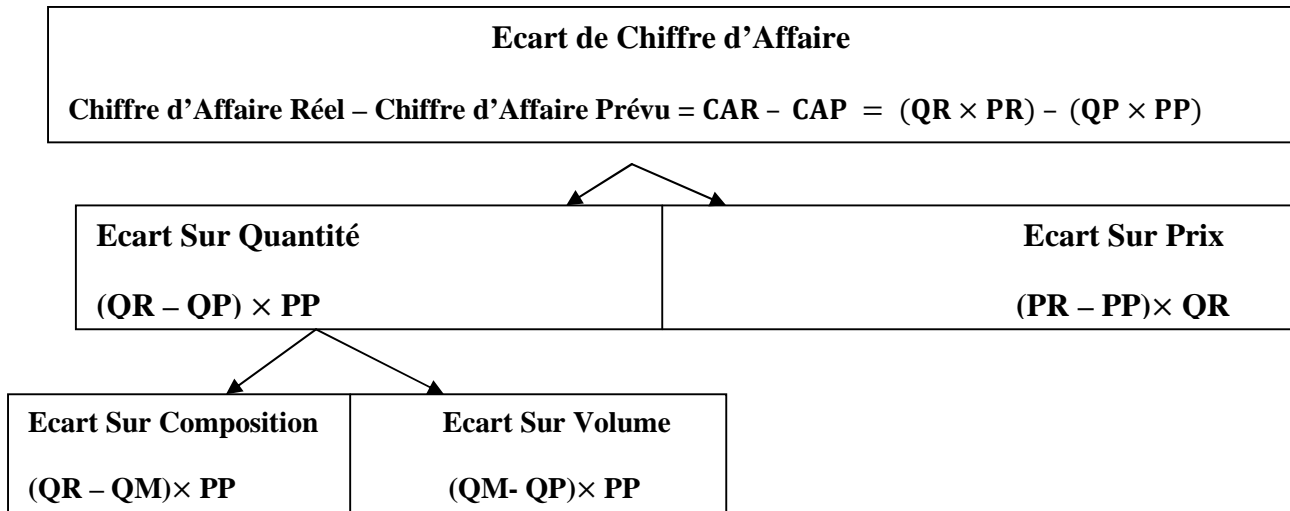 Ecart de Chiffre d’Affaire
Chiffre d’Affaire Réel – Chiffre d’Affaire Prévu = CAR – CAP = (QR × PR) – (QP × PP)
Ecart Sur Quantité
(QR – QP) × PP
Ecart Sur Prix
(PR – PP)× QR
Ecart Sur Composition
(QR – QM)× PP
Ecart Sur Volume
(QM- QP)× PP